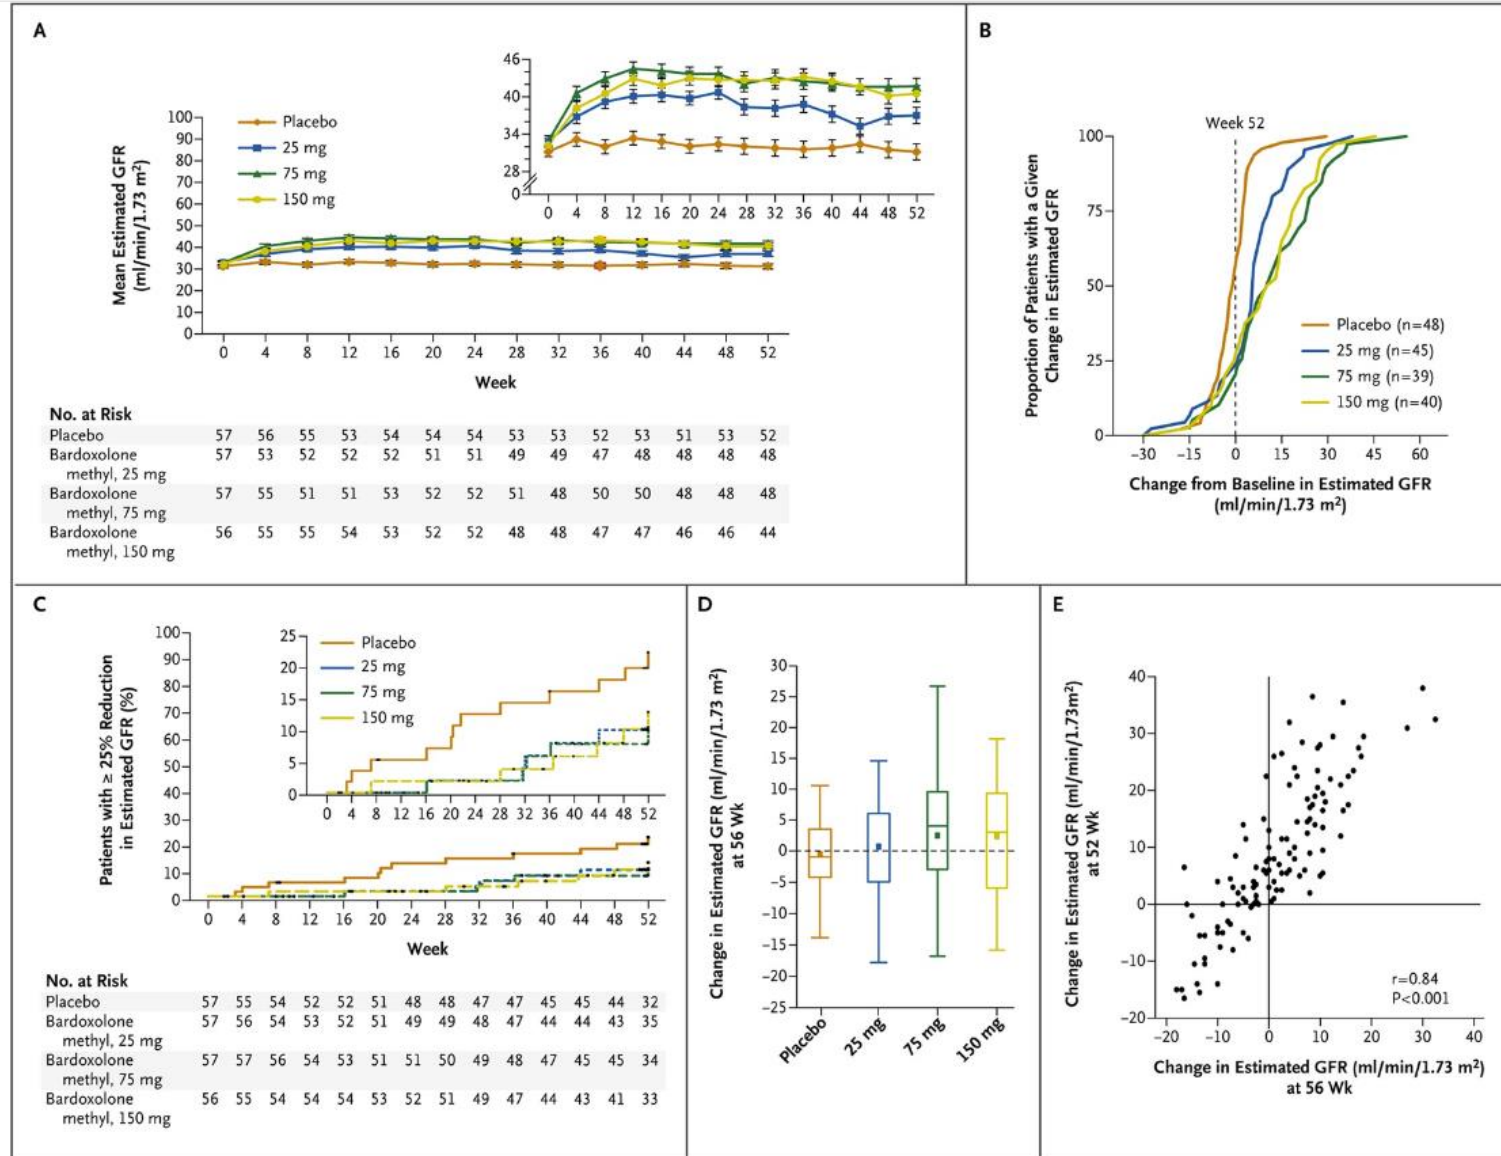 A
46
40
34
28
0
0 4 8 12 16 20 24 28 32 36 40 44 48 52
Placebo
25 mg
75 mg
150 mg
100
90
80
70
60
50
40
30
20
10
0
Mean Estimated GFR
(ml/min/1.73 m²)
0 4 8 12 16 20 24 28 32 36 40 44 48 52
Week
No. at Risk
Placebo 57 56 55 53 54 54 54 53 53 52 53 51 53 52
Bardoxolone 57 53 52 52 52 51 51 49 49 47 48 48 48 48
methyl, 25 mg
Bardoxolone 57 55 51 51 53 52 52 51 48 50 50 48 48 48
methyl, 75 mg
Bardoxolone 56 55 55 54 53 52 52 48 48 47 47 46 46 44
methyl, 150 mg
B
Week 52
100
75
50
25
0
Proportion of Patients with a Given
Change in Estimated GFR
Placebo (n=48)
25 mg (n=45)
75 mg (n=39)
150 mg (n=40)
−30 −15 0 15 30 45 60
Change from Baseline in Estimated GFR
(ml/min/1.73 m²)
C
100
90
80
70
60
50
40
30
20
10
0
Patients with ≥ 25% Reduction
in Estimated GFR (%)
25
20
15
10
5
0
Placebo
25 mg
75 mg
150 mg
0 4 8 12 16 20 24 28 32 36 40 44 48 52
0 4 8 12 16 20 24 28 32 36 40 44 48 52
Week
No. at Risk
Placebo 57 55 54 52 52 51 48 48 47 47 45 45 44 32
Bardoxolone 57 56 54 53 52 51 49 49 48 47 44 44 43 35
methyl, 25 mg
Bardoxolone 57 57 56 54 53 51 51 50 49 48 47 45 45 34
methyl, 75 mg
Bardoxolone 56 55 54 54 54 53 52 51 49 47 44 43 41 33
methyl, 150 mg
D
30
25
20
15
10
5
0
−5
−10
−15
−20
−25
Change in Estimated GFR (ml/min/1.73 m²)
at 56 Wk
Placebo
25 mg
75 mg
150 mg
E
40
30
20
10
0
−10
−20
Change in Estimated GFR (ml/min/1.73m²)
at 52 Wk
r=0.84
P<0.001
−20 −10 0 10 20 30 40
Change in Estimated GFR (ml/min/1.73 m²)
at 56 Wk